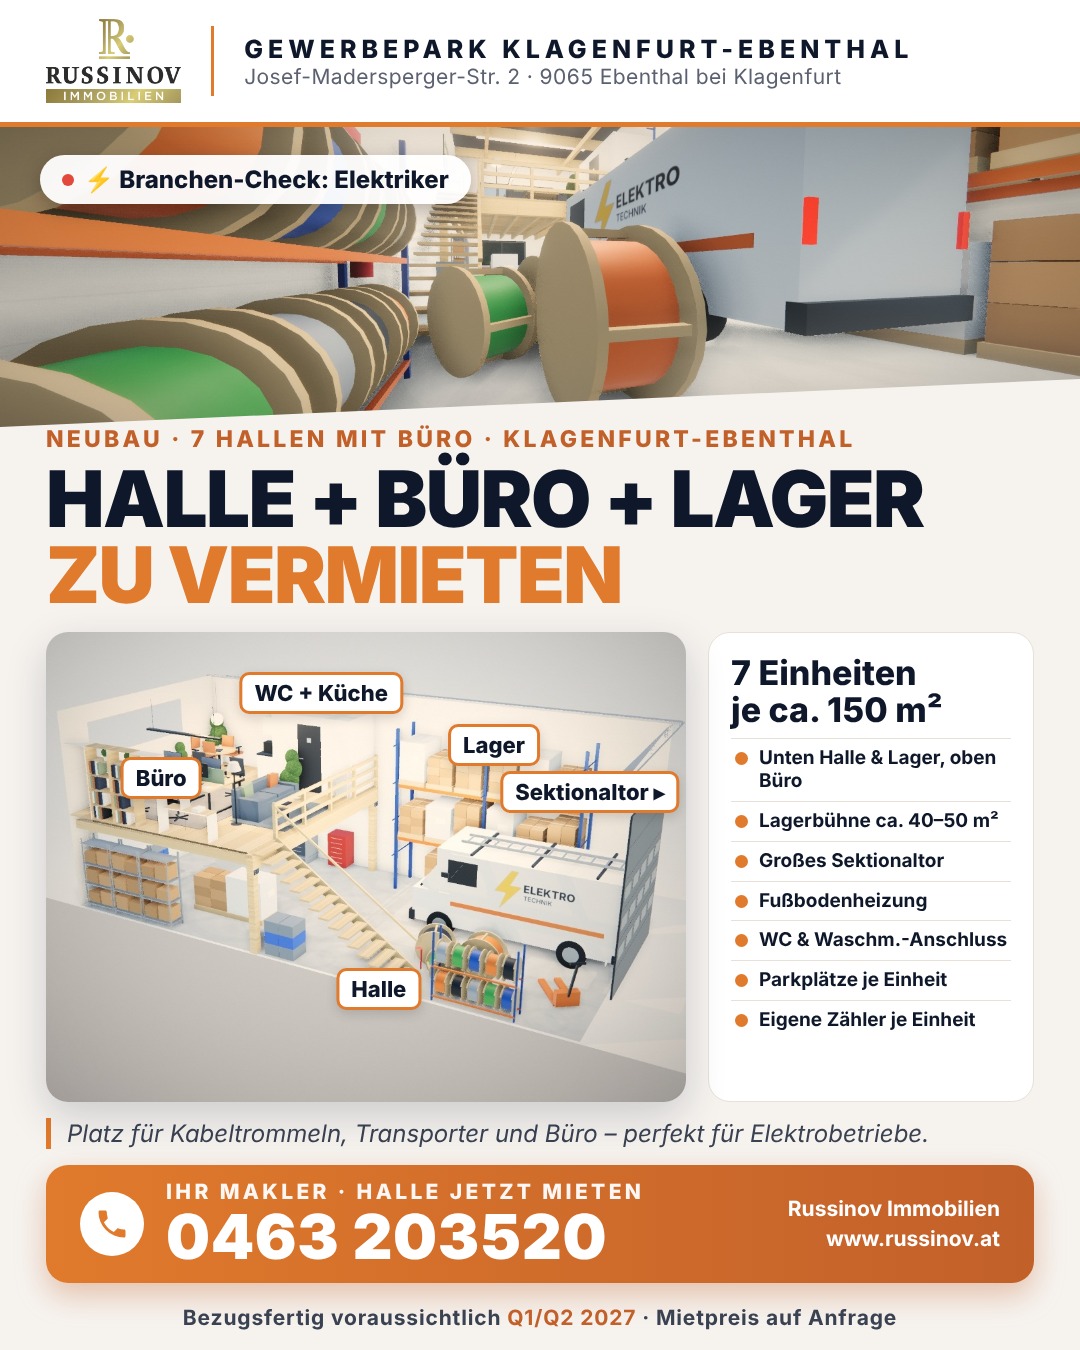 RUSSINOV
IMMOBILIEN
GEWERBEPARK KLAGENFURT-EBENTHAL
Josef-Madersperger-Str. 2 · 9065 Ebenthal bei Klagenfurt
⚡ Branchen-Check: Elektriker
ELEKTRO
TECHNIK
NEUBAU · 7 HALLEN MIT BÜRO · KLAGENFURT-EBENTHAL
HALLE + BÜRO + LAGER
ZU VERMIETEN
WC + Küche
Lager
Büro
Sektionaltor ▸
ELEKTRO
TECHNIK
Halle
7 Einheiten
je ca. 150 m²
Unten Halle & Lager, oben
Büro
Lagerbühne ca. 40–50 m²
Großes Sektionaltor
Fußbodenheizung
WC & Waschm.-Anschluss
Parkplätze je Einheit
Eigene Zähler je Einheit
Platz für Kabeltrommeln, Transporter und Büro – perfekt für Elektrobetriebe.
IHR MAKLER · HALLE JETZT MIETEN
0463 203520
Russinov Immobilien
www.russinov.at
Bezugsfertig voraussichtlich Q1/Q2 2027 · Mietpreis auf Anfrage